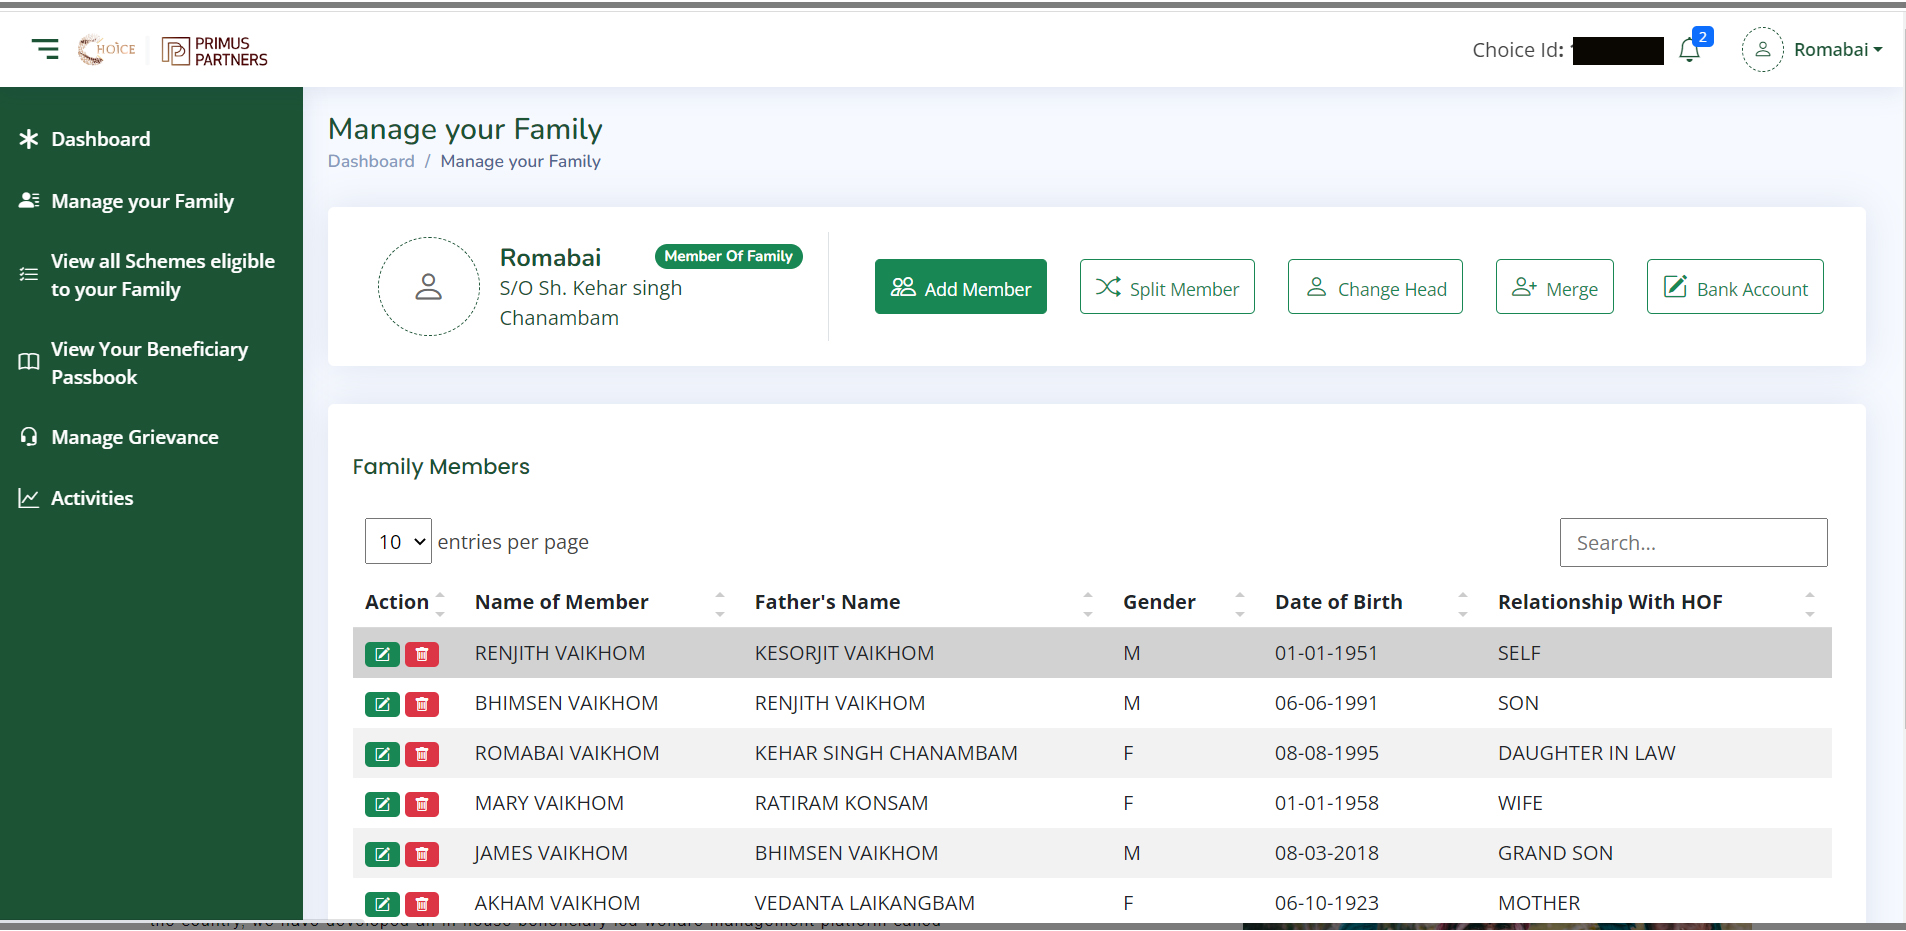 CHOICE
PRIMUS
PARTNERS
Choice Id:
2
Romabai
Dashboard
Manage your Family
View all Schemes eligible
to your Family
View Your Beneficiary
Passbook
Manage Grievance
Activities
Manage your Family
Dashboard / Manage your Family
Romabai Member Of Family
S/O Sh. Kehar singh
Chanambam
Add Member Split Member Change Head Merge Bank Account
Family Members
10 entries per page Search...
Action Name of Member Father's Name Gender Date of Birth Relationship With HOF
RENJITH VAIKHOM KESORJIT VAIKHOM M 01-01-1951 SELF
BHIMSEN VAIKHOM RENJITH VAIKHOM M 06-06-1991 SON
ROMABAI VAIKHOM KEHAR SINGH CHANAMBAM F 08-08-1995 DAUGHTER IN LAW
MARY VAIKHOM RATIRAM KONSAM F 01-01-1958 WIFE
JAMES VAIKHOM BHIMSEN VAIKHOM M 08-03-2018 GRAND SON
AKHAM VAIKHOM VEDANTA LAIKANGBAM F 06-10-1923 MOTHER